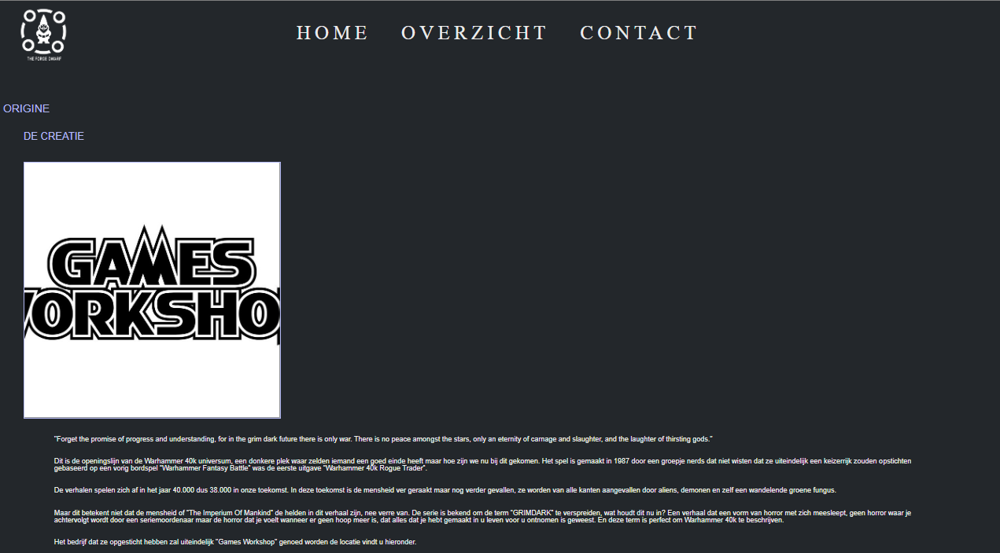 THE FORGE DWARF
HOME OVERZICHT CONTACT
ORIGINE
DE CREATIE
GAMES
WORKSHOP
"Forget the promise of progress and understanding, for in the grim dark future there is only war. There is no peace amongst the stars, only an eternity of carnage and slaughter, and the laughter of thirsting gods."
Dit is de openingslijn van de Warhammer 40k universum, een donkere plek waar zelden iemand een goed einde heeft maar hoe zijn we nu bij dit gekomen. Het spel is gemaakt in 1987 door een groepje nerds dat niet wisten dat ze uiteindelijk een keizerrijk zouden opstichten
gebaseerd op een vorig bordspel "Warhammer Fantasy Battle" was de eerste uitgave "Warhammer 40k Rogue Trader".
De verhalen spelen zich af in het jaar 40.000 dus 38.000 in onze toekomst. In deze toekomst is de mensheid ver geraakt maar nog verder gevallen, ze worden van alle kanten aangevallen door aliens, demonen en zelf een wandelende groene fungus.
Maar dit betekent niet dat de mensheid of "The Imperium Of Mankind" de helden in dit verhaal zijn, nee verre van. De serie is bekend om de term "GRIMDARK" te verspreiden, wat houdt dit nu in? Een verhaal dat een vorm van horror met zich meesleept, geen horror waar je
achtervolgt wordt door een seriemoordenaar maar de horror dat je voelt wanneer er geen hoop meer is, dat alles dat je hebt gemaakt in u leven voor u ontnomen is geweest. En deze term is perfect om Warhammer 40k te beschrijven.
Het bedrijf dat ze opgesticht hebben zal uiteindelijk "Games Workshop" genoed worden de locatie vindt u hieronder.